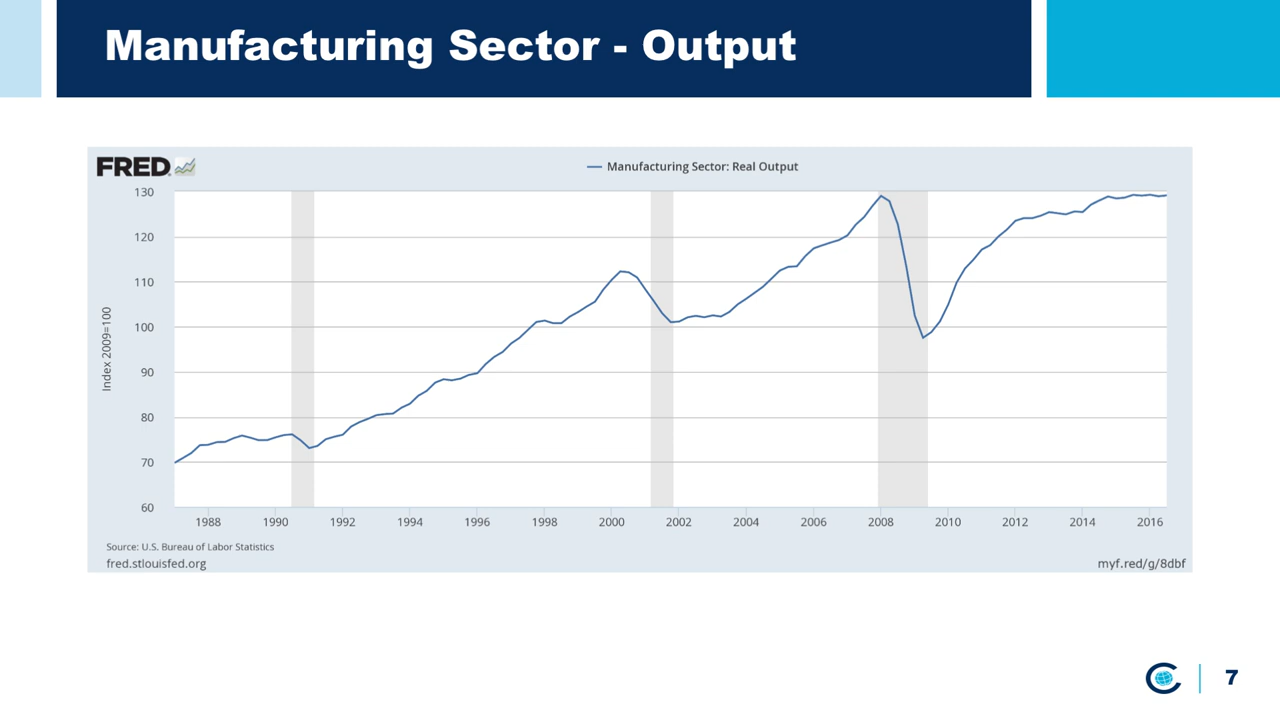 Manufacturing Sector - Output
FRED
Manufacturing Sector: Real Output
130
120
110
100
90
80
70
60
Index 2009=100
1988 1990 1992 1994 1996 1998 2000 2002 2004 2006 2008 2010 2012 2014 2016
Source: U.S. Bureau of Labor Statistics
fred.stlouisfed.org myf.red/g/8dbf
7